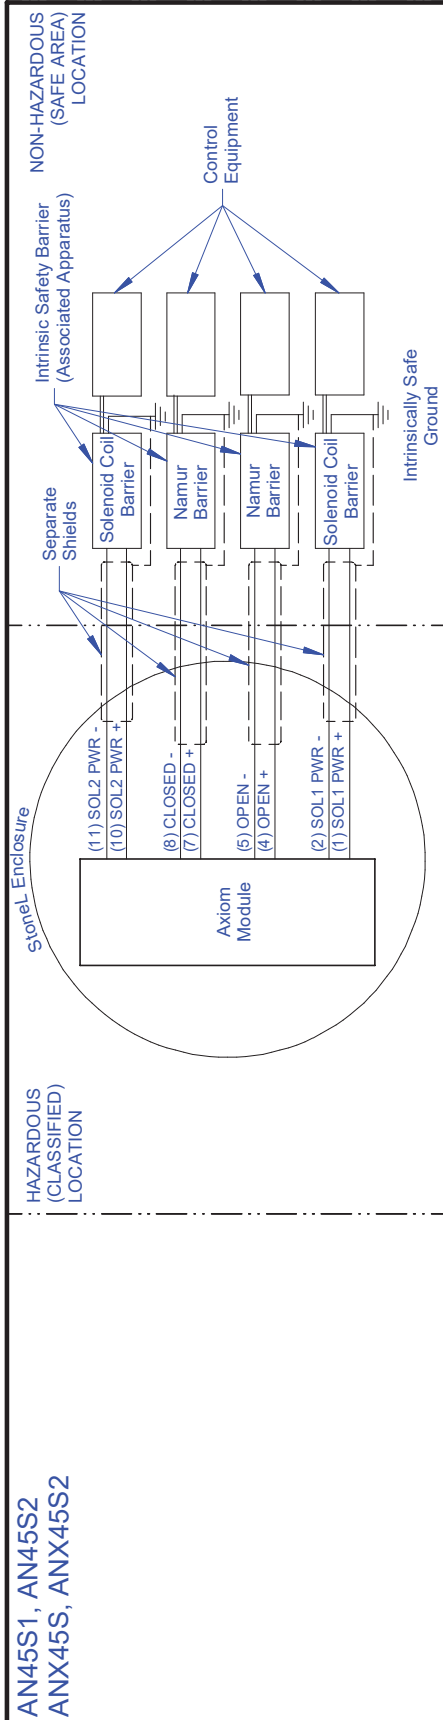 AN45S1, AN45S2
ANX45S, ANX45S2
HAZARDOUS
(CLASSIFIED)
LOCATION
NON-HAZARDOUS
(SAFE AREA)
LOCATION
StoneL Enclosure
Separate
Shields
Intrinsic Safety Barrier
(Associated Apparatus)
Control
Equipment
Axiom
Module
(11) SOL2 PWR -
(10) SOL2 PWR +
(8) CLOSED -
(7) CLOSED +
(5) OPEN -
(4) OPEN +
(2) SOL1 PWR -
(1) SOL1 PWR +
Solenoid Coil
Barrier
Namur
Barrier
Namur
Barrier
Solenoid Coil
Barrier
Intrinsically Safe
Ground